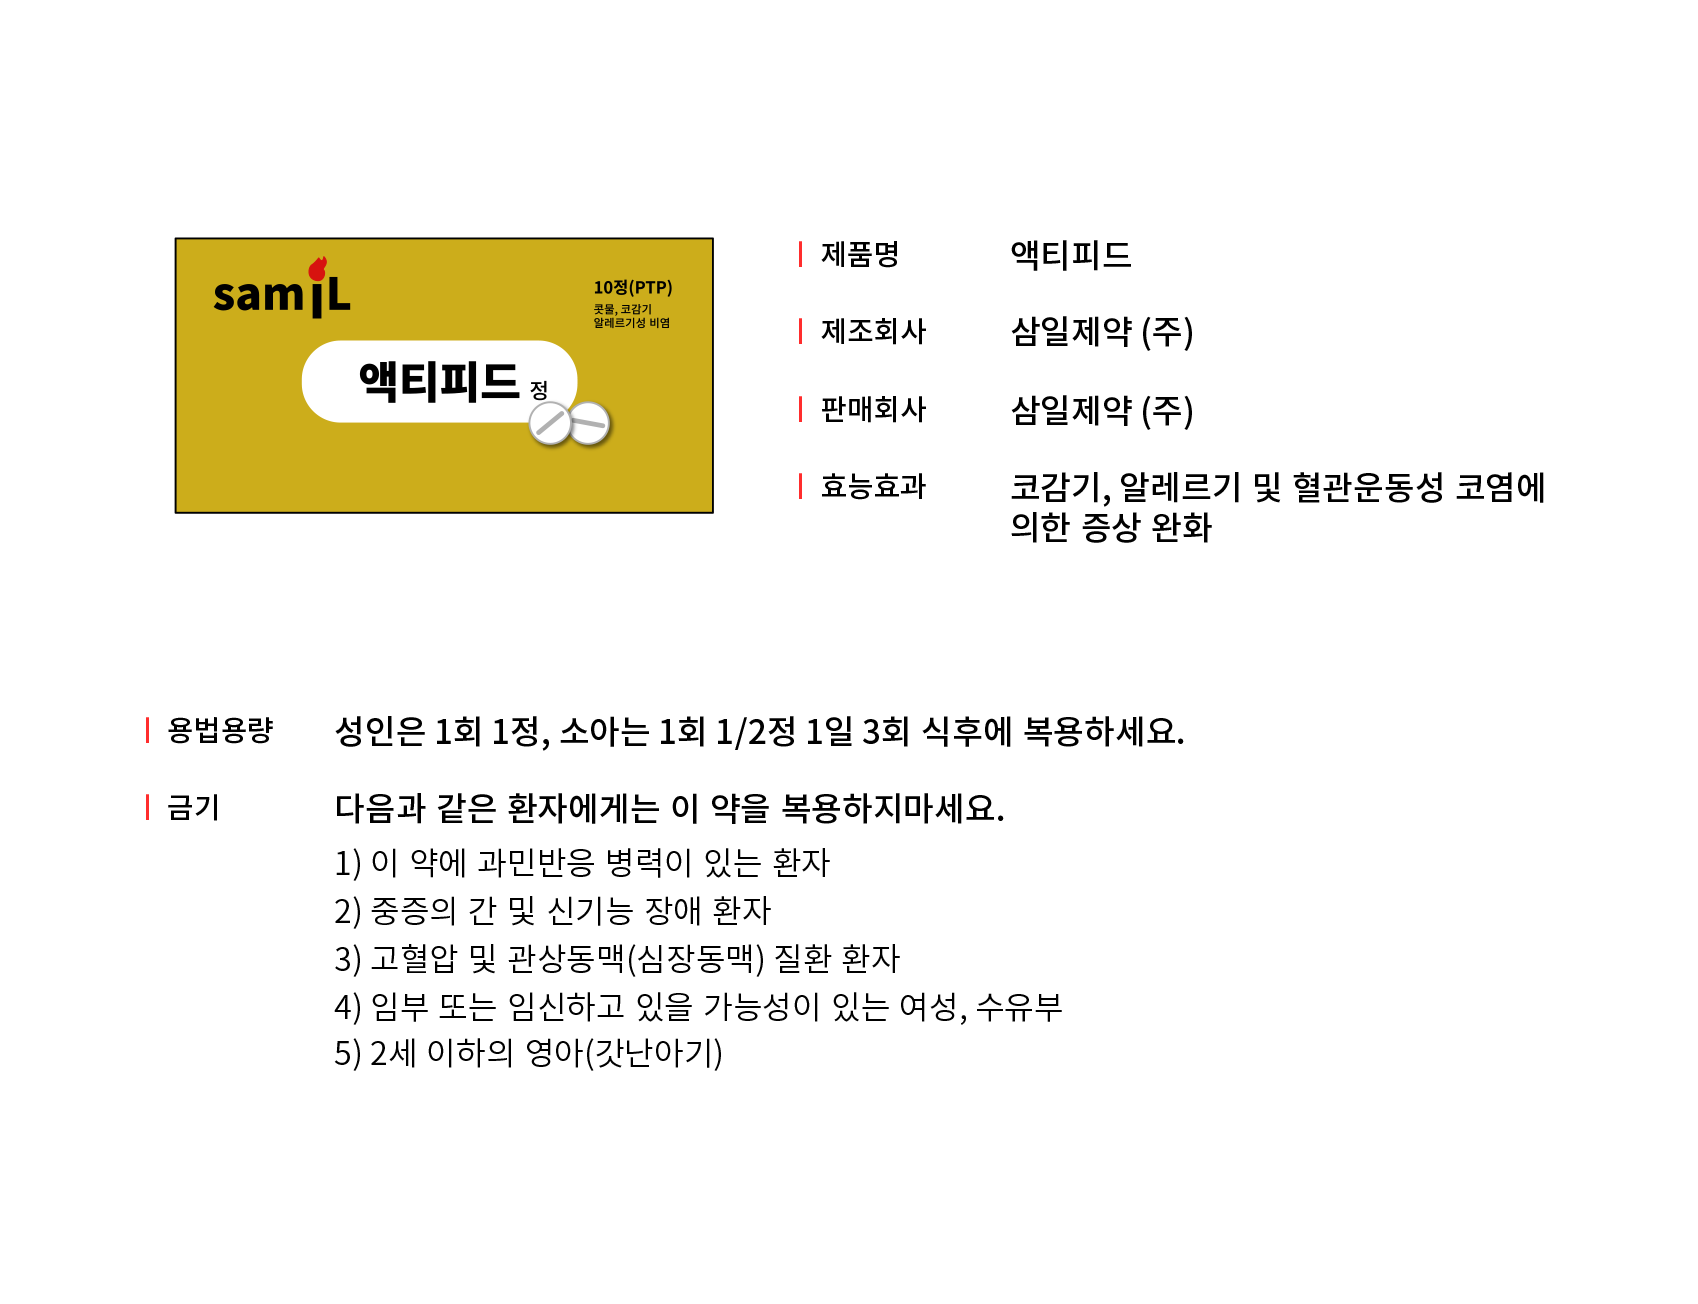 samiL
10정(PTP)
콧물, 코감기
알레르기성 비염
액티피드 정
제품명 액티피드
제조회사 삼일제약 (주)
판매회사 삼일제약 (주)
효능효과 코감기, 알레르기 및 혈관운동성 코염에
의한 증상 완화
용법용량 성인은 1회 1정, 소아는 1회 1/2정 1일 3회 식후에 복용하세요.
금기 다음과 같은 환자에게는 이 약을 복용하지마세요.
1) 이 약에 과민반응 병력이 있는 환자
2) 중증의 간 및 신기능 장애 환자
3) 고혈압 및 관상동맥(심장동맥) 질환 환자
4) 임부 또는 임신하고 있을 가능성이 있는 여성, 수유부
5) 2세 이하의 영아(갓난아기)